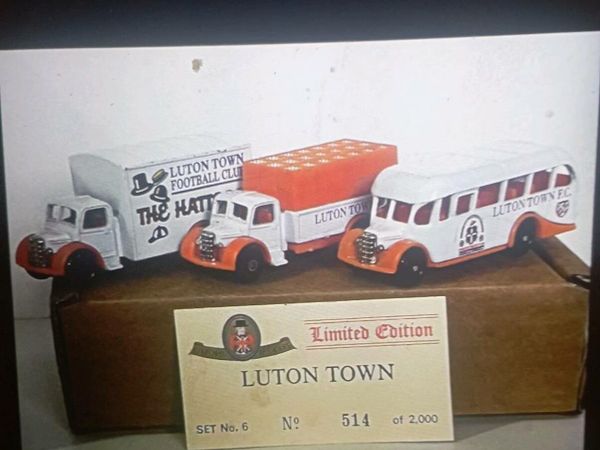 LUTON TOWN
FOOTBALL CLUB
THE HATT
LUTON TOWN
LUTON TOWN F.C.
Limited Edition
LUTON TOWN
SET No. 6 Nº 514 of 2,000